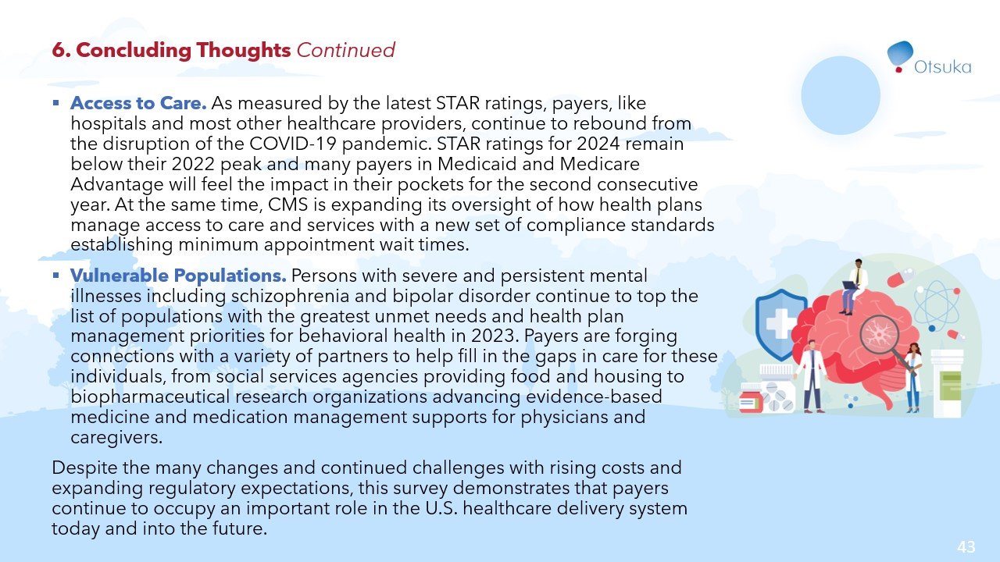 6. Concluding Thoughts Continued
Otsuka
▪ Access to Care. As measured by the latest STAR ratings, payers, like
hospitals and most other healthcare providers, continue to rebound from
the disruption of the COVID-19 pandemic. STAR ratings for 2024 remain
below their 2022 peak and many payers in Medicaid and Medicare
Advantage will feel the impact in their pockets for the second consecutive
year. At the same time, CMS is expanding its oversight of how health plans
manage access to care and services with a new set of compliance standards
establishing minimum appointment wait times.
▪ Vulnerable Populations. Persons with severe and persistent mental
illnesses including schizophrenia and bipolar disorder continue to top the
list of populations with the greatest unmet needs and health plan
management priorities for behavioral health in 2023. Payers are forging
connections with a variety of partners to help fill in the gaps in care for these
individuals, from social services agencies providing food and housing to
biopharmaceutical research organizations advancing evidence-based
medicine and medication management supports for physicians and
caregivers.
Despite the many changes and continued challenges with rising costs and
expanding regulatory expectations, this survey demonstrates that payers
continue to occupy an important role in the U.S. healthcare delivery system
today and into the future.
43